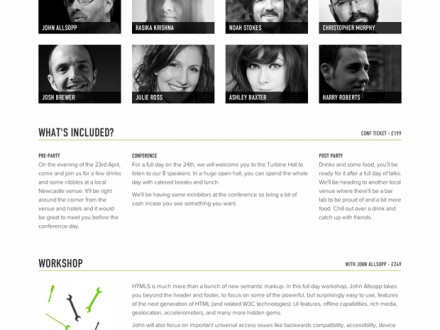 JOHN ALLSOPP
RASIKA KRISHNA
NOAH STOKES
CHRISTOPHER MURPHY
JOSH BREWER
JULIE ROSS
ASHLEY BAXTER
HARRY ROBERTS
WHAT'S INCLUDED?
CONF TICKET - £199
PRE-PARTY
On the evening of the 23rd April,
come and join us for a few drinks
and some nibbles at a local
Newcastle venue. It'll be right
around the corner from the
venue and hotels and it would
be great to meet you before the
conference day.
CONFERENCE
For a full day on the 24th, we will welcome you to the Turbine Hall to
listen to our 8 speakers. In a huge open hall, you can spend the whole
day with catered breaks and lunch.
We'll be having some exhibitors at the conference so bring a bit of
cash incase you see something you want.
POST PARTY
Drinks and some food, you'll be
ready for it after a full day of talks.
We'll be heading to another local
venue where there'll be a bar
tab to be proud of and a bit more
food. Chill out over a drink and
catch up with friends.
WORKSHOP
WITH JOHN ALLSOPP - £249
HTML5 is much more than a bunch of new semantic markup. In this full day workshop, John Allsopp takes
you beyond the header and footer, to focus on some of the powerful, but surprisingly easy to use, features
of the next generation of HTML (and related W3C technologies): UI features, offline capabilities, rich media,
geolocation, accelerometers, and many more hidden gems.
John will also focus on important universal access issues like backwards compatibility, accessibility, device